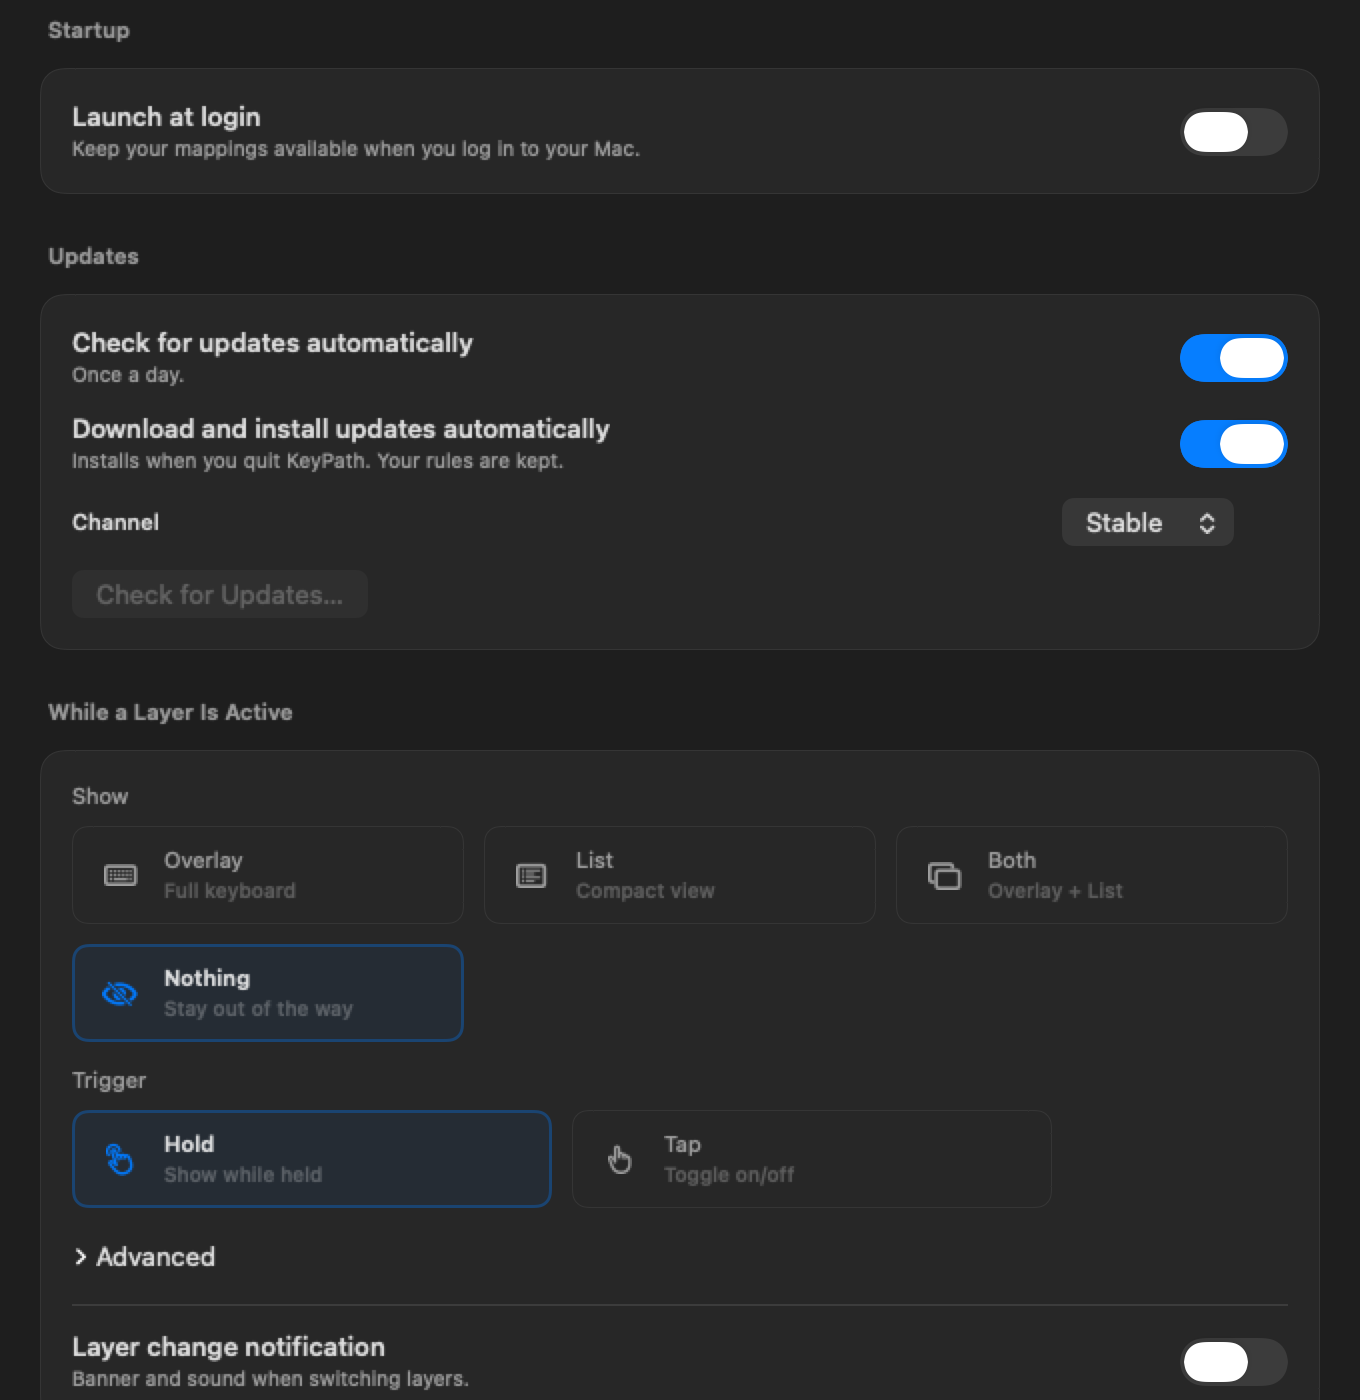 Startup
Launch at login
Keep your mappings available when you log in to your Mac.
Updates
Check for updates automatically
Once a day.
Download and install updates automatically
Installs when you quit KeyPath. Your rules are kept.
Channel
Stable
Check for Updates...
While a Layer Is Active
Show
Overlay
Full keyboard
List
Compact view
Both
Overlay + List
Nothing
Stay out of the way
Trigger
Hold
Show while held
Tap
Toggle on/off
Advanced
Layer change notification
Banner and sound when switching layers.